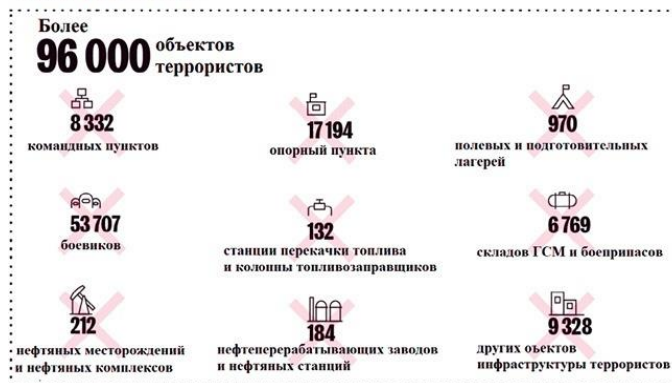 Более
96 000 объектов
террористов
8 332
командных пунктов
17 194
опорный пункта
970
полевых и подготовительных
лагерей
53 707
боевиков
132
станции перекачки топлива
и колонны топливозаправщиков
6 769
складов ГСМ и боеприпасов
212
нефтяных месторождений
и нефтяных комплексов
184
нефтеперерабатывающих заводов
и нефтяных станций
9 328
других оъектов
инфраструктуры террористов